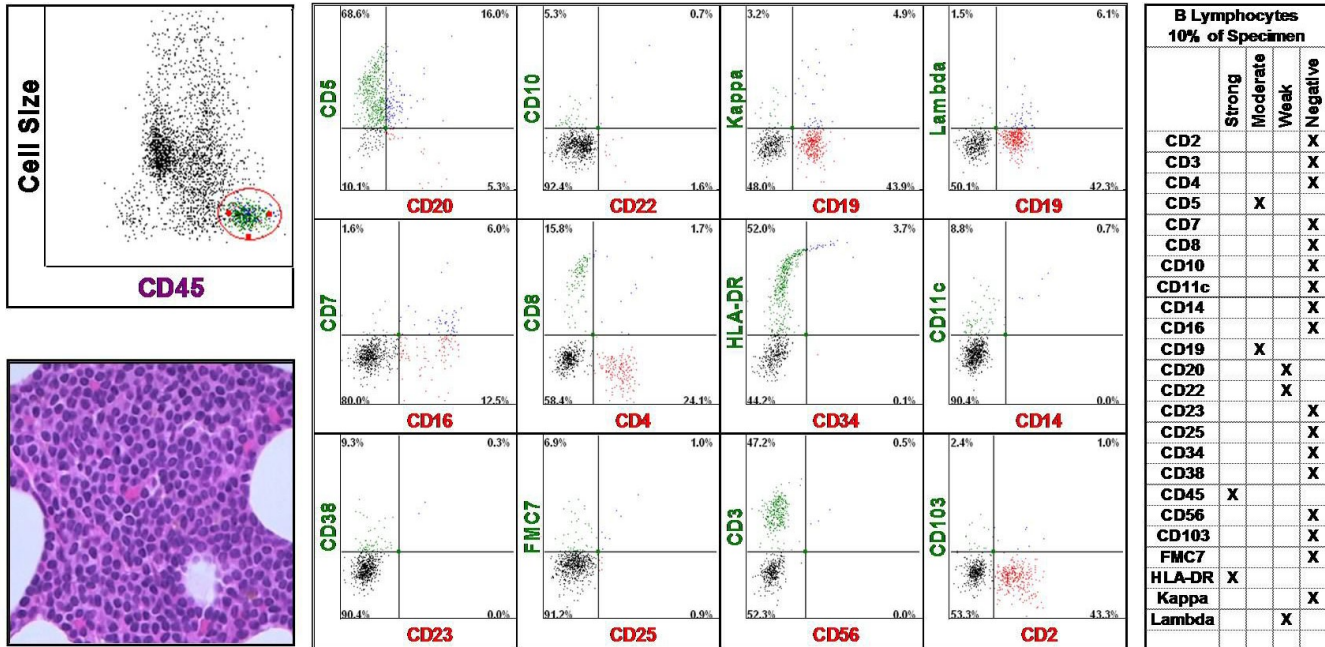 Cell Size
CD45
68.6% 16.0%
CD5
10.1% 5.3%
CD20
5.3% 0.7%
CD10
92.4% 1.6%
CD22
3.2% 4.9%
Kappa
48.0% 43.9%
CD19
1.5% 6.1%
Lambda
50.1% 42.3%
CD19
1.6% 6.0%
CD7
80.0% 12.5%
CD16
15.8% 1.7%
CD8
58.4% 24.1%
CD4
52.0% 3.7%
HLA-DR
44.2% 0.1%
CD34
8.8% 0.7%
CD11c
90.4% 0.0%
CD14
9.3% 0.3%
CD38
90.4% 0.0%
CD23
6.9% 1.0%
FMC7
91.2% 0.9%
CD25
47.2% 0.5%
CD3
52.3% 0.0%
CD56
2.4% 1.0%
CD103
53.3% 43.3%
CD2
B Lymphocytes
10% of Specimen
Strong Moderate Weak Negative
CD2 X
CD3 X
CD4 X
CD5 X
CD7 X
CD8 X
CD10 X
CD11c X
CD14 X
CD16 X
CD19 X
CD20 X
CD22 X
CD23 X
CD25 X
CD34 X
CD38 X
CD45 X
CD56 X
CD103 X
FMC7 X
HLA-DR X
Kappa X
Lambda X